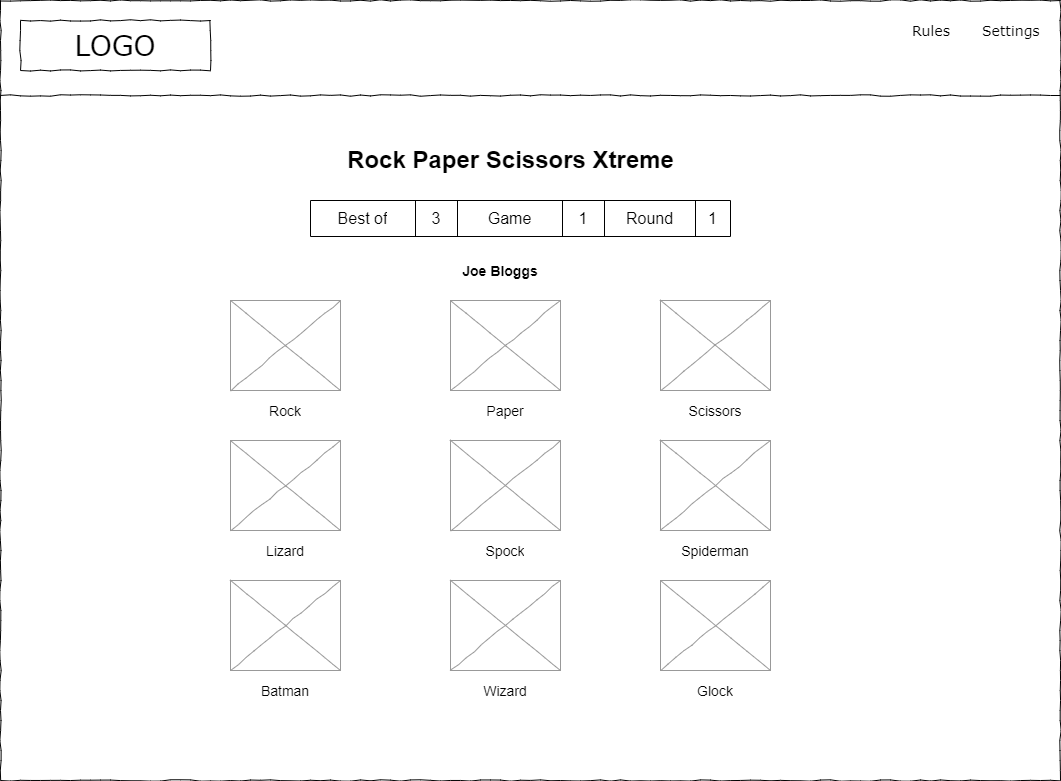 LOGO
Rules Settings
Rock Paper Scissors Xtreme
Best of 3 Game 1 Round 1
Joe Bloggs
Rock Paper Scissors
Lizard Spock Spiderman
Batman Wizard Glock